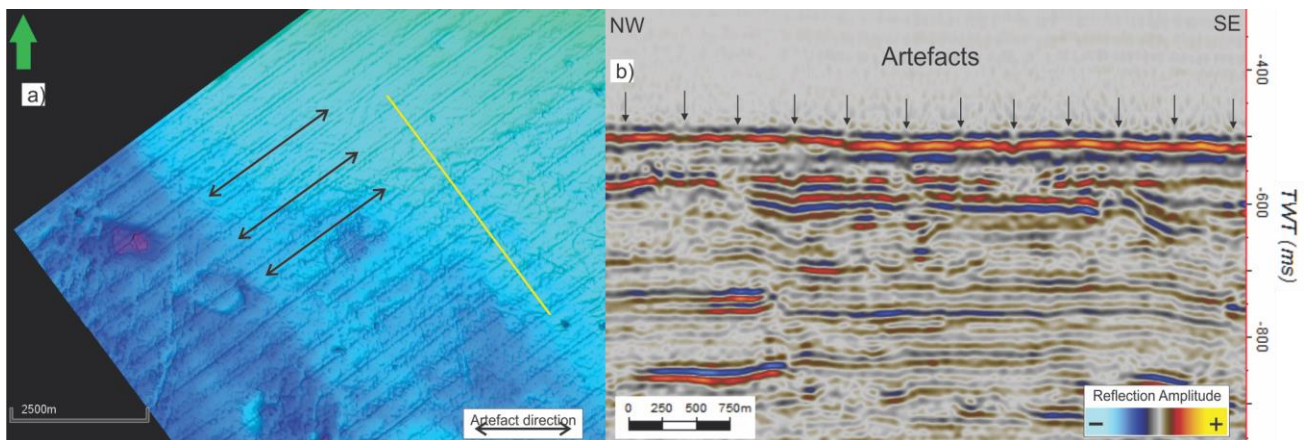 a)
2500m
Artefact direction
NW
SE
b)
Artefacts
-400
-600
-800
TWT (ms)
0 250 500 750m
Reflection Amplitude
- +